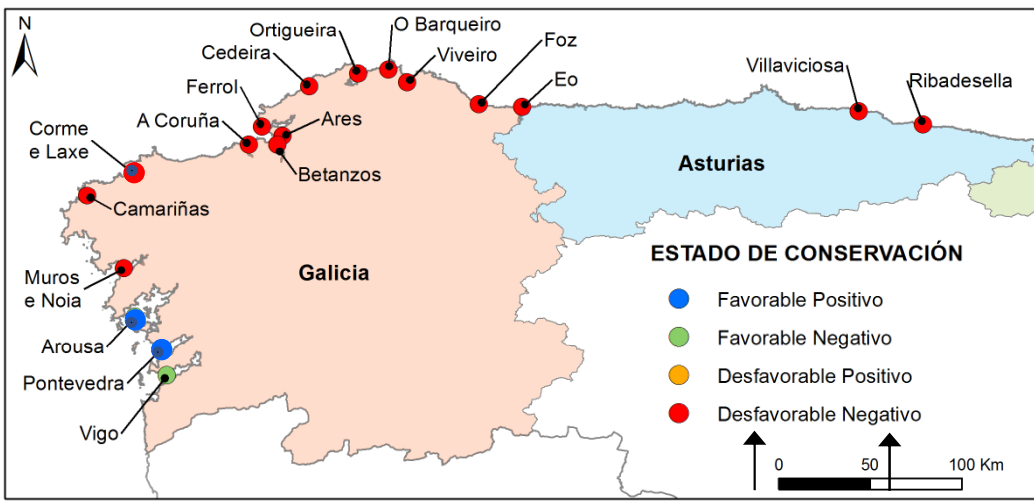 N
Ortigueira
O Barqueiro
Cedeira
Viveiro
Foz
Eo
Villaviciosa
Ribadesella
Ferrol
Ares
A Coruña
Corme
e Laxe
Betanzos
Asturias
Camariñas
Galicia
Muros
e Noia
Arousa
Pontevedra
Vigo
ESTADO DE CONSERVACIÓN
Favorable Positivo
Favorable Negativo
Desfavorable Positivo
Desfavorable Negativo
0 50 100 Km